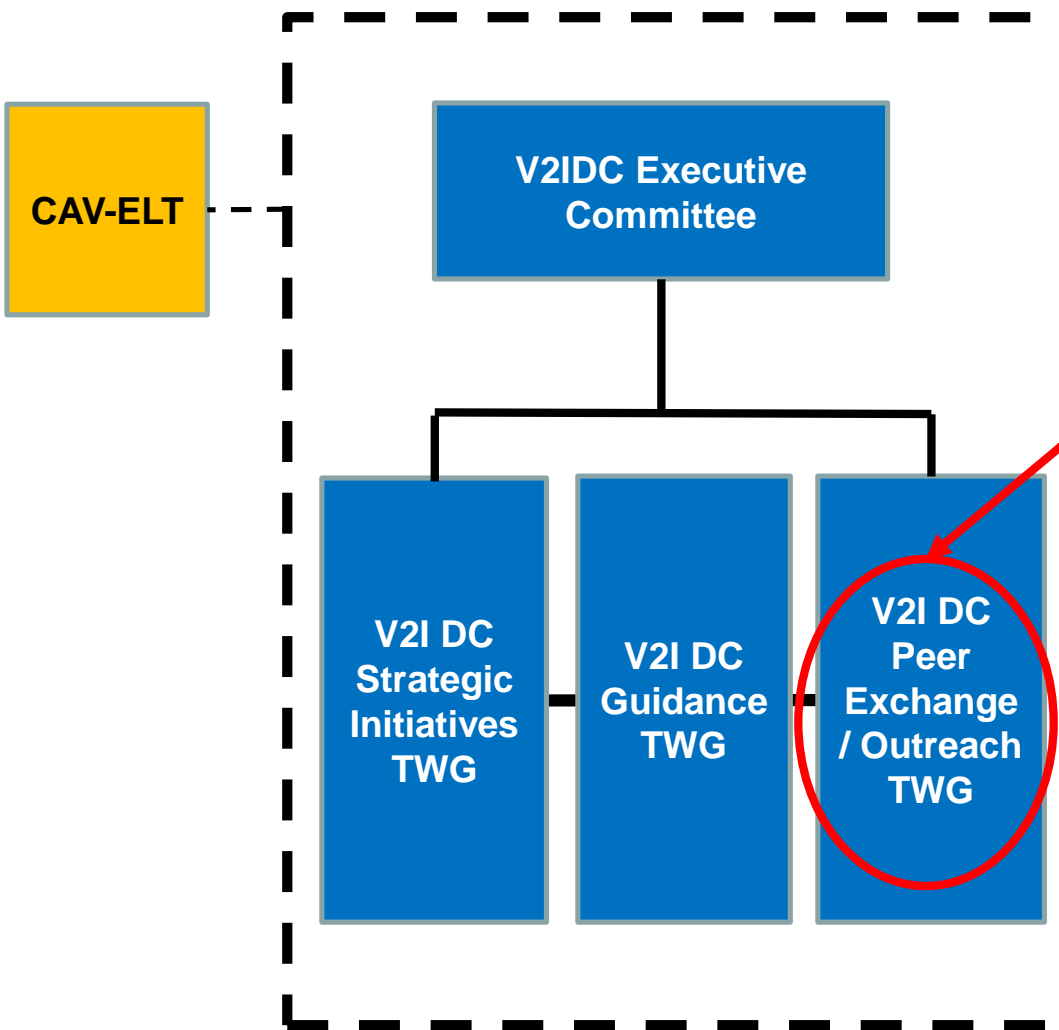 CAV-ELT
V2IDC Executive
Committee
V2I DC
Strategic
Initiatives
TWG
V2I DC
Guidance
TWG
V2I DC
Peer
Exchange
/ Outreach
TWG